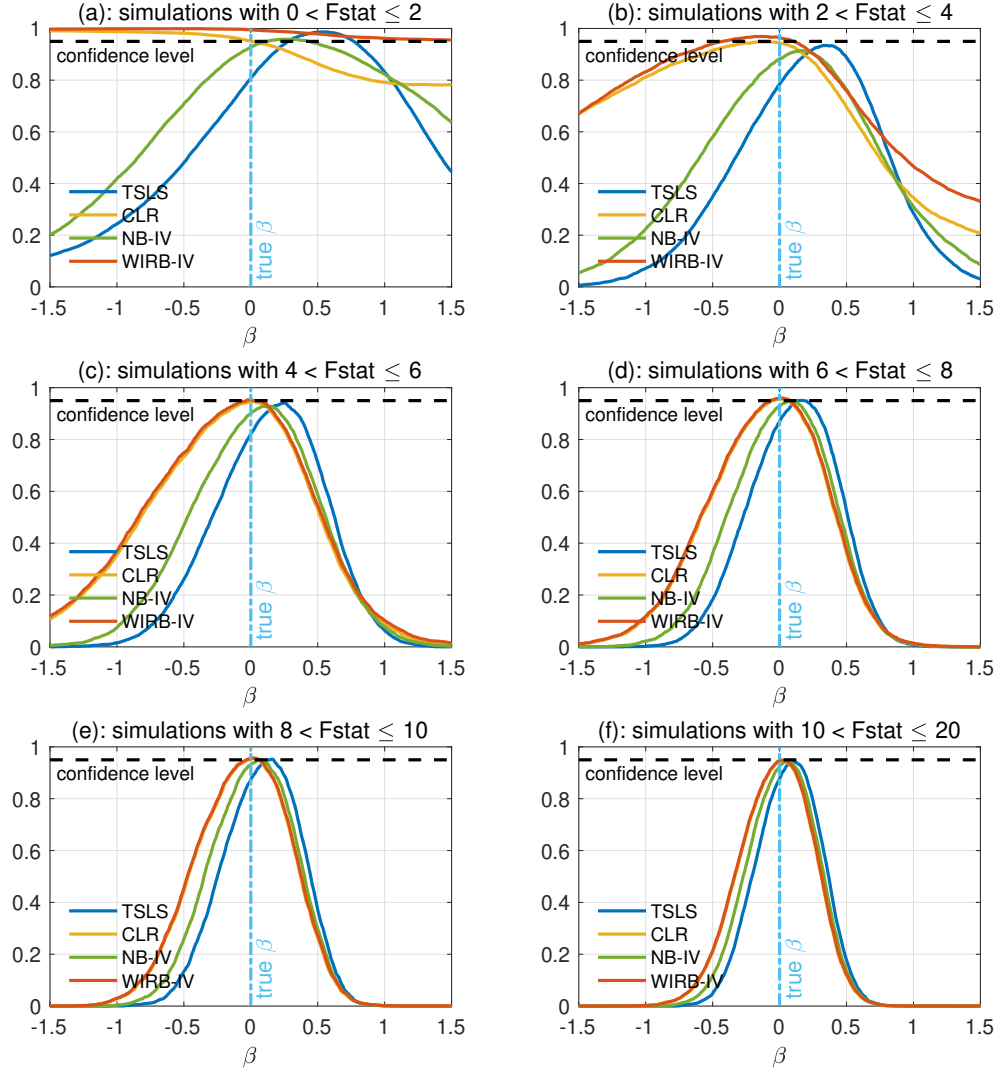 (a): simulations with 0 < Fstat ≤ 2
1
0.8
0.6
0.4
0.2
0
confidence level
TSLS
CLR
NB-IV
WIRB-IV
true β
-1.5 -1 -0.5 0 0.5 1 1.5
β
(b): simulations with 2 < Fstat ≤ 4
1
0.8
0.6
0.4
0.2
0
confidence level
TSLS
CLR
NB-IV
WIRB-IV
true β
-1.5 -1 -0.5 0 0.5 1 1.5
β
(c): simulations with 4 < Fstat ≤ 6
1
0.8
0.6
0.4
0.2
0
confidence level
TSLS
CLR
NB-IV
WIRB-IV
true β
-1.5 -1 -0.5 0 0.5 1 1.5
β
(d): simulations with 6 < Fstat ≤ 8
1
0.8
0.6
0.4
0.2
0
confidence level
TSLS
CLR
NB-IV
WIRB-IV
true β
-1.5 -1 -0.5 0 0.5 1 1.5
β
(e): simulations with 8 < Fstat ≤ 10
1
0.8
0.6
0.4
0.2
0
confidence level
TSLS
CLR
NB-IV
WIRB-IV
true β
-1.5 -1 -0.5 0 0.5 1 1.5
β
(f): simulations with 10 < Fstat ≤ 20
1
0.8
0.6
0.4
0.2
0
confidence level
TSLS
CLR
NB-IV
WIRB-IV
true β
-1.5 -1 -0.5 0 0.5 1 1.5
β